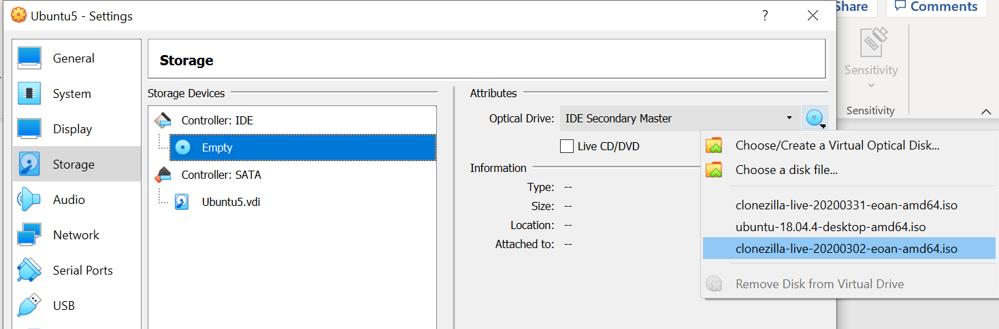 Ubuntu5 - Settings
?
Share
Comments
General
System
Display
Storage
Audio
Network
Serial Ports
USB
Storage
Storage Devices
Controller: IDE
Empty
Controller: SATA
Ubuntu5.vdi
Attributes
Optical Drive: IDE Secondary Master
Live CD/DVD
Information
Type: --
Size: --
Location: --
Attached to: --
Choose/Create a Virtual Optical Disk...
Choose a disk file...
clonezilla-live-20200331-eoan-amd64.iso
ubuntu-18.04.4-desktop-amd64.iso
clonezilla-live-20200302-eoan-amd64.iso
Remove Disk from Virtual Drive
Sensitivity
Sensitivity